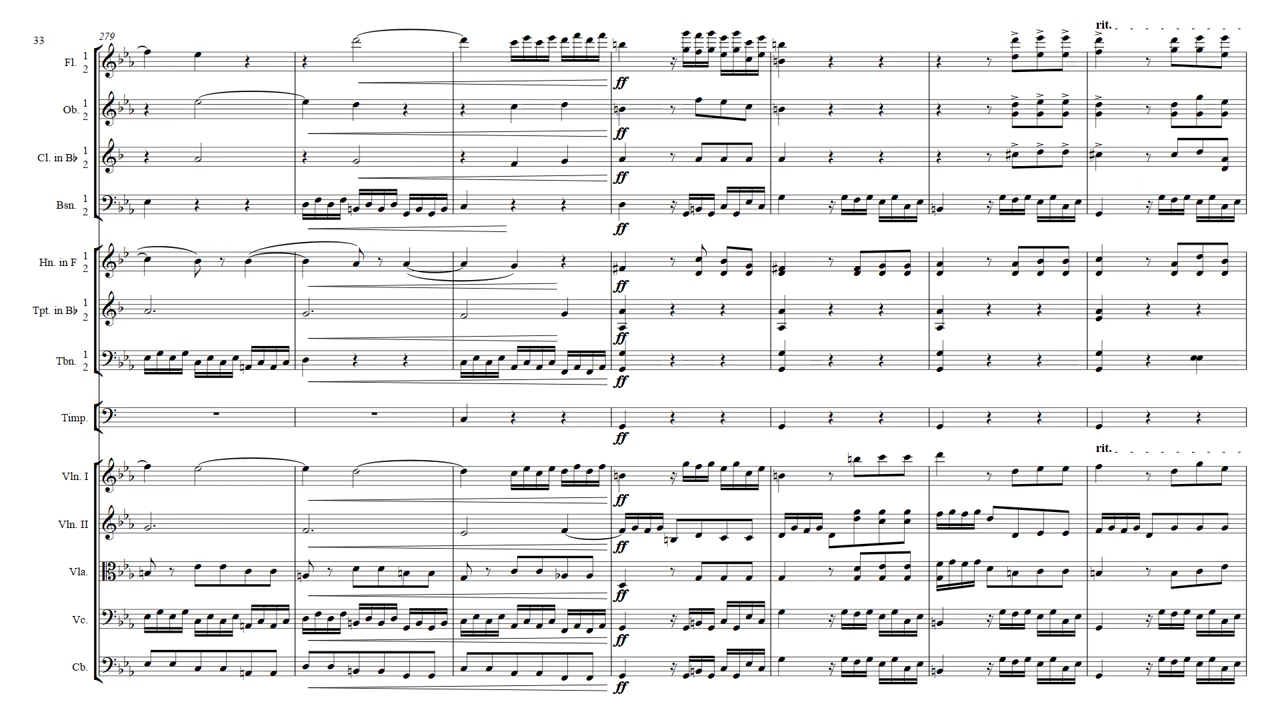 rit.
33
279
Fl. 1 2
ff
Ob. 1 2
ff
Cl. in B♭ 1 2
ff
Bsn. 1 2
ff
Hn. in F 1 2
ff
Tpt. in B♭ 1 2
ff
Tbn. 1 2
ff
Timp.
ff
rit.
Vln. I
ff
Vln. II
ff
Vla.
ff
Vc.
ff
Cb.
ff